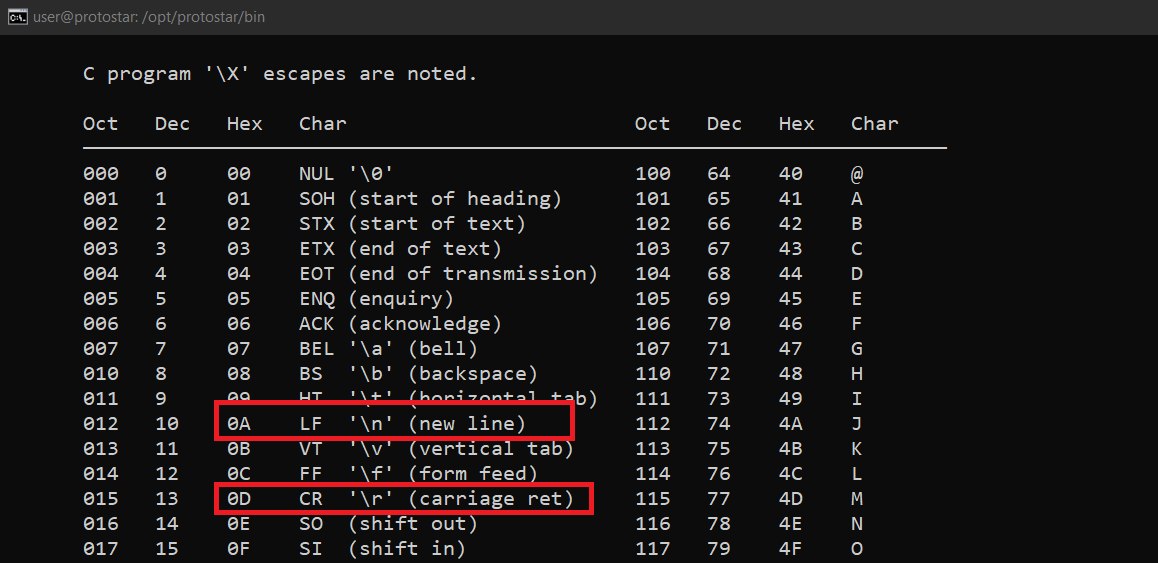 user@protostar: /opt/protostar/bin
C program '\X' escapes are noted.
Oct Dec Hex Char Oct Dec Hex Char
000 0 00 NUL '\0' 100 64 40 @
001 1 01 SOH (start of heading) 101 65 41 A
002 2 02 STX (start of text) 102 66 42 B
003 3 03 ETX (end of text) 103 67 43 C
004 4 04 EOT (end of transmission) 104 68 44 D
005 5 05 ENQ (enquiry) 105 69 45 E
006 6 06 ACK (acknowledge) 106 70 46 F
007 7 07 BEL '\a' (bell) 107 71 47 G
010 8 08 BS '\b' (backspace) 110 72 48 H
011 9 09 HT '\t' (horizontal tab) 111 73 49 I
012 10 0A LF '\n' (new line) 112 74 4A J
013 11 0B VT '\v' (vertical tab) 113 75 4B K
014 12 0C FF '\f' (form feed) 114 76 4C L
015 13 0D CR '\r' (carriage ret) 115 77 4D M
016 14 0E SO (shift out) 116 78 4E N
017 15 0F SI (shift in) 117 79 4F O